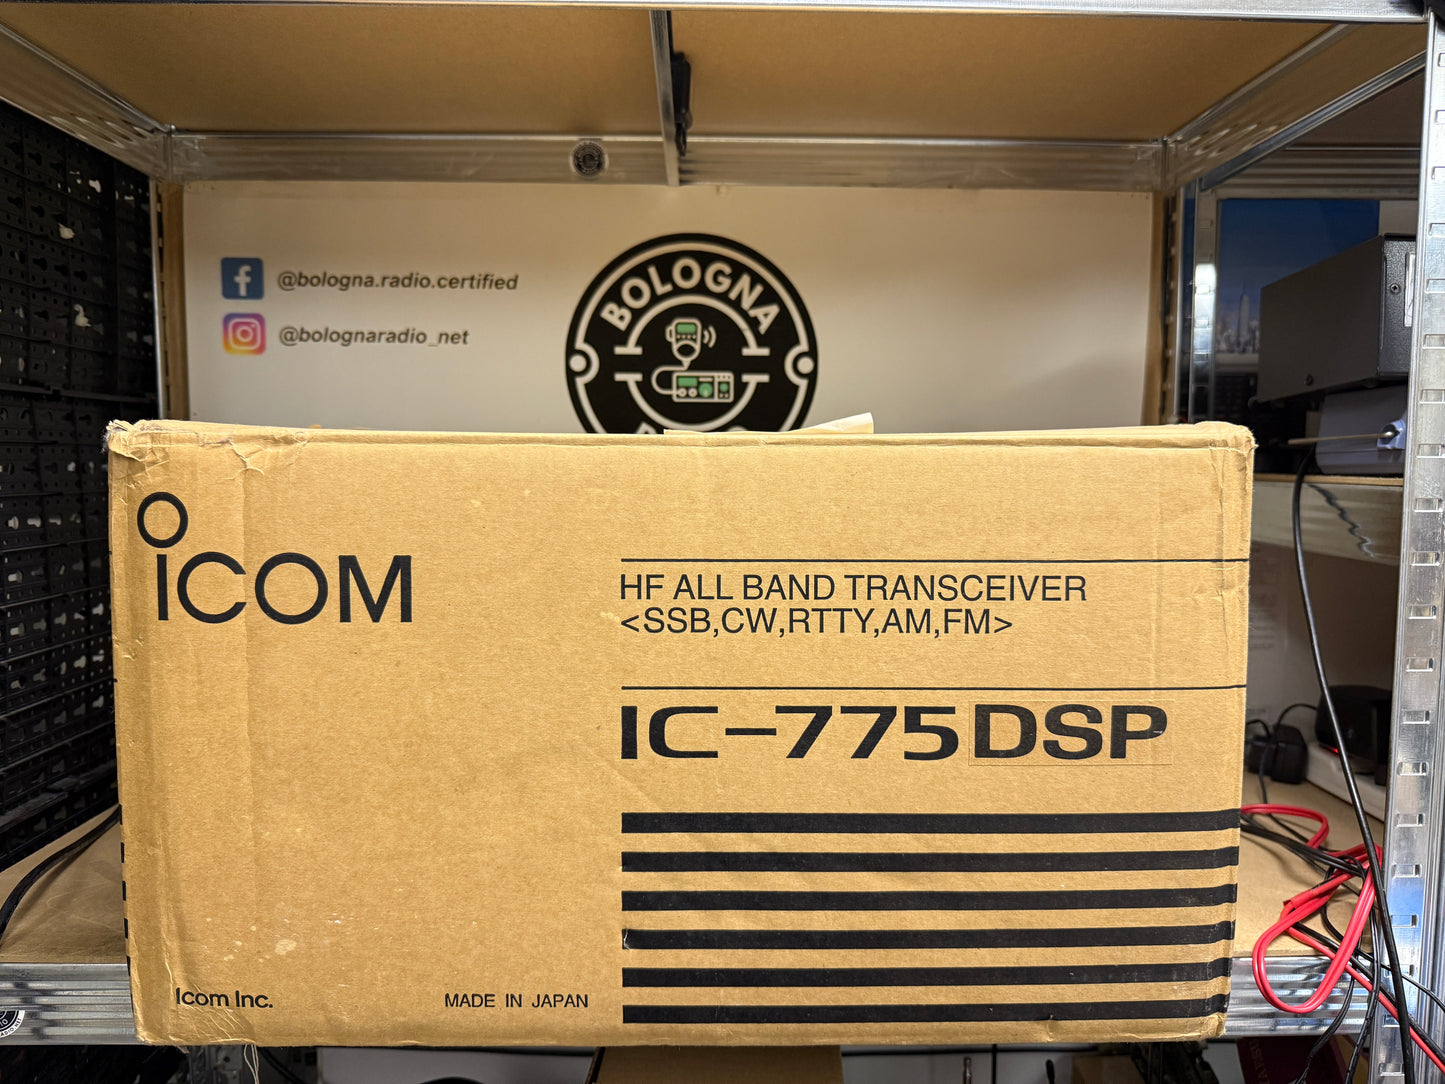 @bologna.radio.certified
@bolognaradio_net
BOLOGNA
ICOM
HF ALL BAND TRANSCEIVER
<SSB,CW,RTTY,AM,FM>
IC-775DSP
Icom Inc.
MADE IN JAPAN